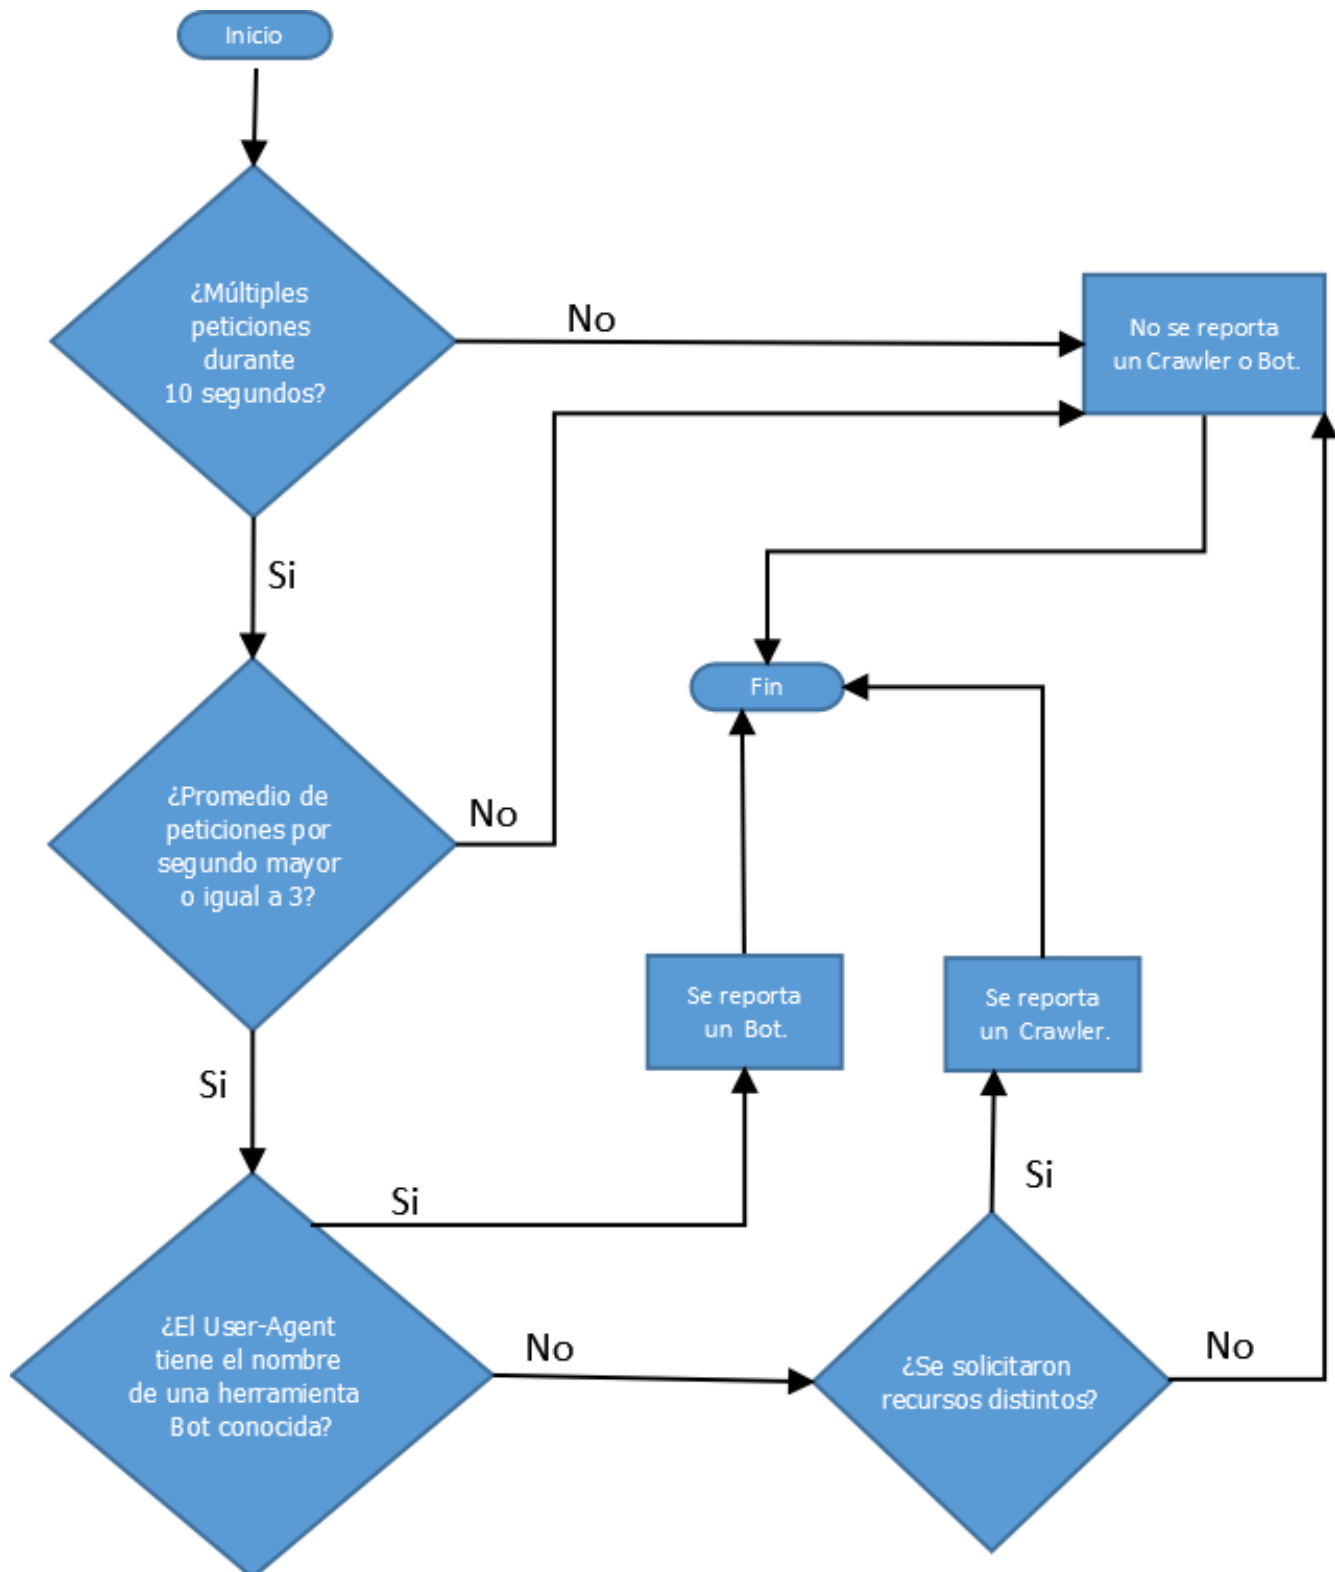 Inicio
¿Múltiples
peticiones
durante
10 segundos?
No
No se reporta
un Crawler o Bot.
Si
Fin
¿Promedio de
peticiones por
segundo mayor
o igual a 3?
No
Se reporta
un Bot.
Se reporta
un Crawler.
Si
Si
Si
¿El User-Agent
tiene el nombre
de una herramienta
Bot conocida?
No
¿Se solicitaron
recursos distintos?
No